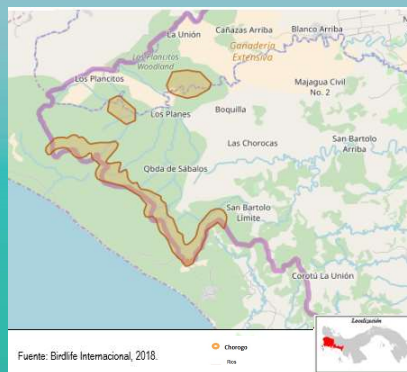 Cañazas Arriba
Blanco Arriba
La Unión
Los Plancitos
Woodland
Ganadería
Extensiva
Los Plancitos
Majagua Civil
No. 2
Los Planes
Boquilla
Las Chorocas
San Bartolo
Arriba
Qbda de Sábalos
San Bartolo
Límite
Corotú La Unión
Localización
Chorogo
Fuente: Birdlife Internacional, 2018.